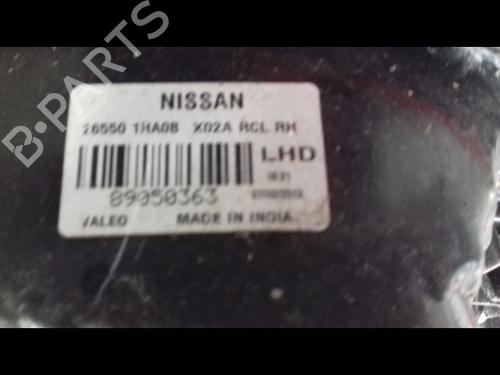 B-PARTS
NISSAN
26550 1HA0B X02A RCL RH
LHD
89050363
VALEO MADE IN INDIA